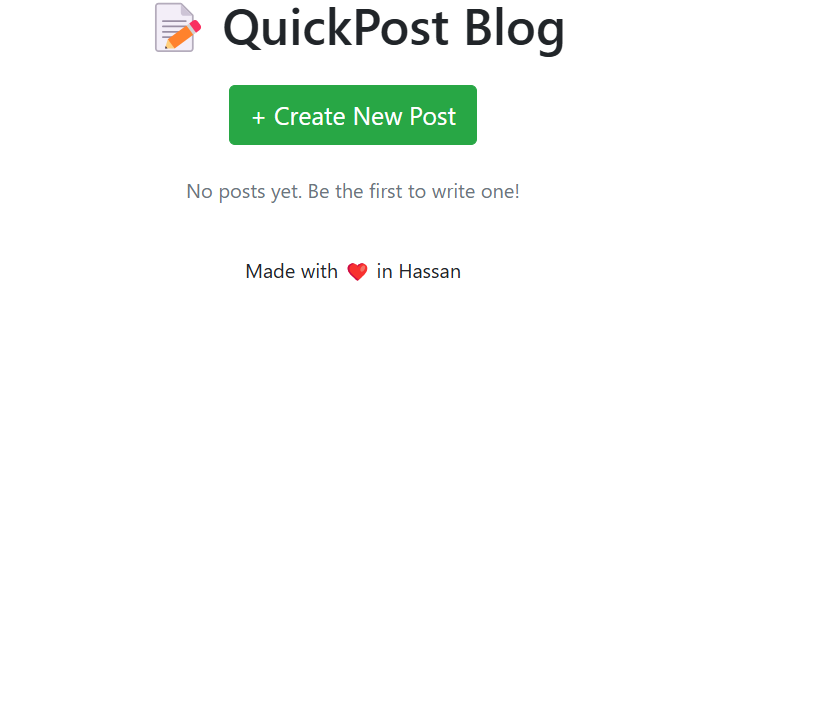 📝 QuickPost Blog
+ Create New Post
No posts yet. Be the first to write one!
Made with ❤️ in Hassan